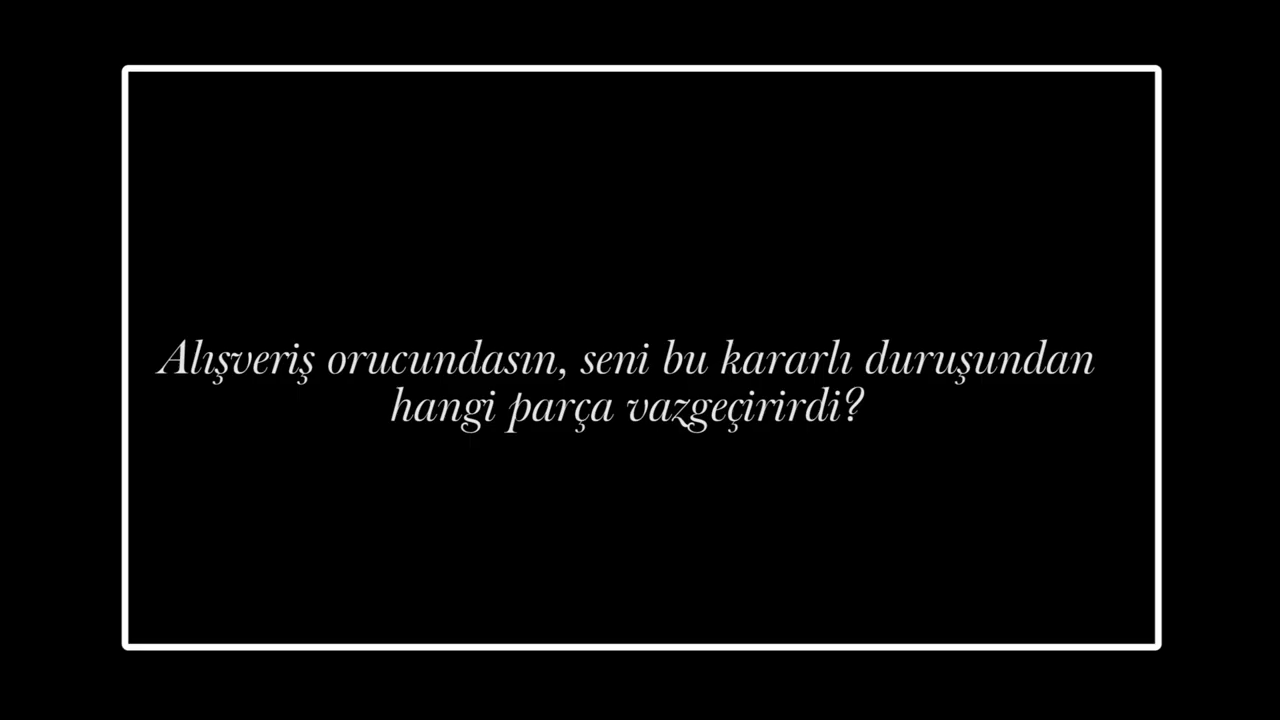 Alışveriş orucundasın, seni bu kararlı duruşundan
hangi parça vazgeçirirdi?